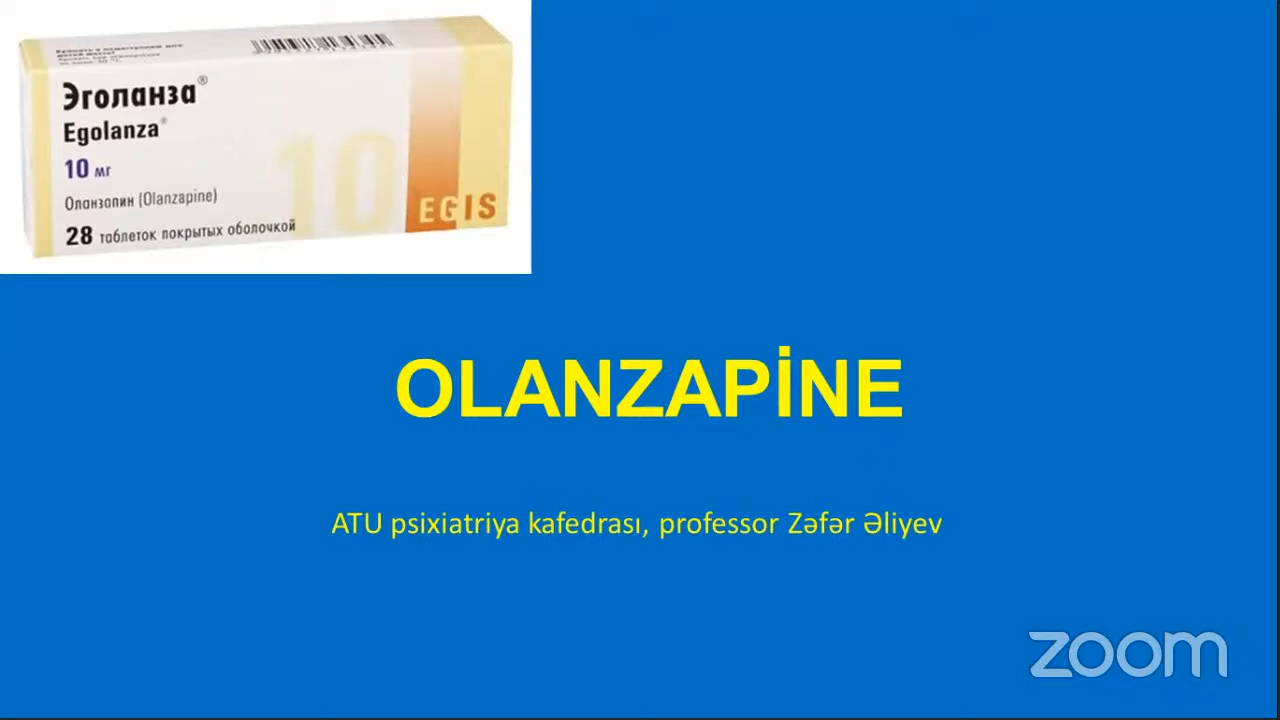 Эголанза®
Egolanza®
10 мг
10
Оланзапин (Olanzapine)
28 таблеток покрытых оболочкой
EGIS
OLANZAPİNE
ATU psixiatriya kafedrası, professor Zəfər Əliyev
zoom